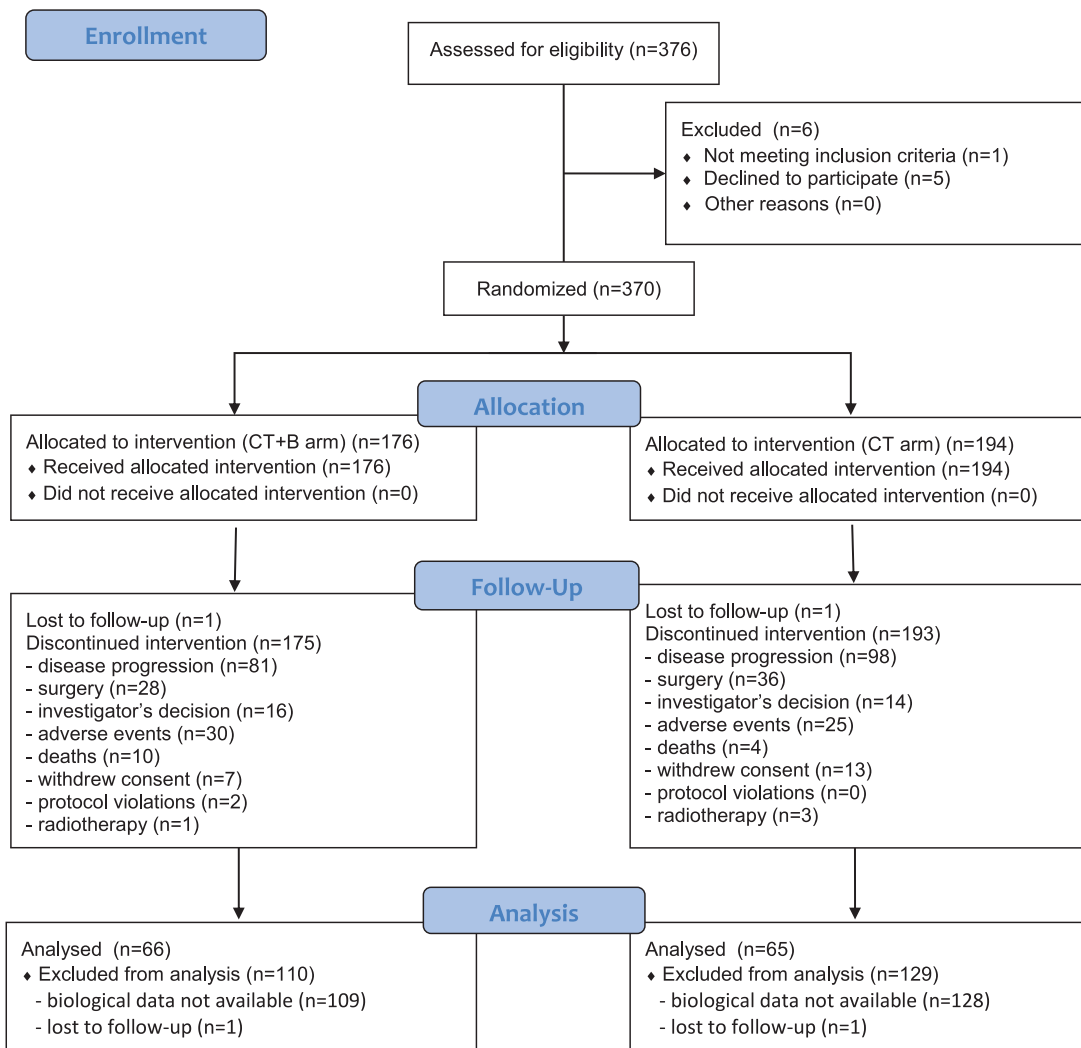 Enrollment
Assessed for eligibility (n=376)
Excluded (n=6)
♦ Not meeting inclusion criteria (n=1)
♦ Declined to participate (n=5)
♦ Other reasons (n=0)
Randomized (n=370)
Allocation
Allocated to intervention (CT+B arm) (n=176)
♦ Received allocated intervention (n=176)
♦ Did not receive allocated intervention (n=0)
Allocated to intervention (CT arm) (n=194)
♦ Received allocated intervention (n=194)
♦ Did not receive allocated intervention (n=0)
Follow-Up
Lost to follow-up (n=1)
Discontinued intervention (n=175)
- disease progression (n=81)
- surgery (n=28)
- investigator's decision (n=16)
- adverse events (n=30)
- deaths (n=10)
- withdrew consent (n=7)
- protocol violations (n=2)
- radiotherapy (n=1)
Lost to follow-up (n=1)
Discontinued intervention (n=193)
- disease progression (n=98)
- surgery (n=36)
- investigator's decision (n=14)
- adverse events (n=25)
- deaths (n=4)
- withdrew consent (n=13)
- protocol violations (n=0)
- radiotherapy (n=3)
Analysis
Analysed (n=66)
♦ Excluded from analysis (n=110)
- biological data not available (n=109)
- lost to follow-up (n=1)
Analysed (n=65)
♦ Excluded from analysis (n=129)
- biological data not available (n=128)
- lost to follow-up (n=1)